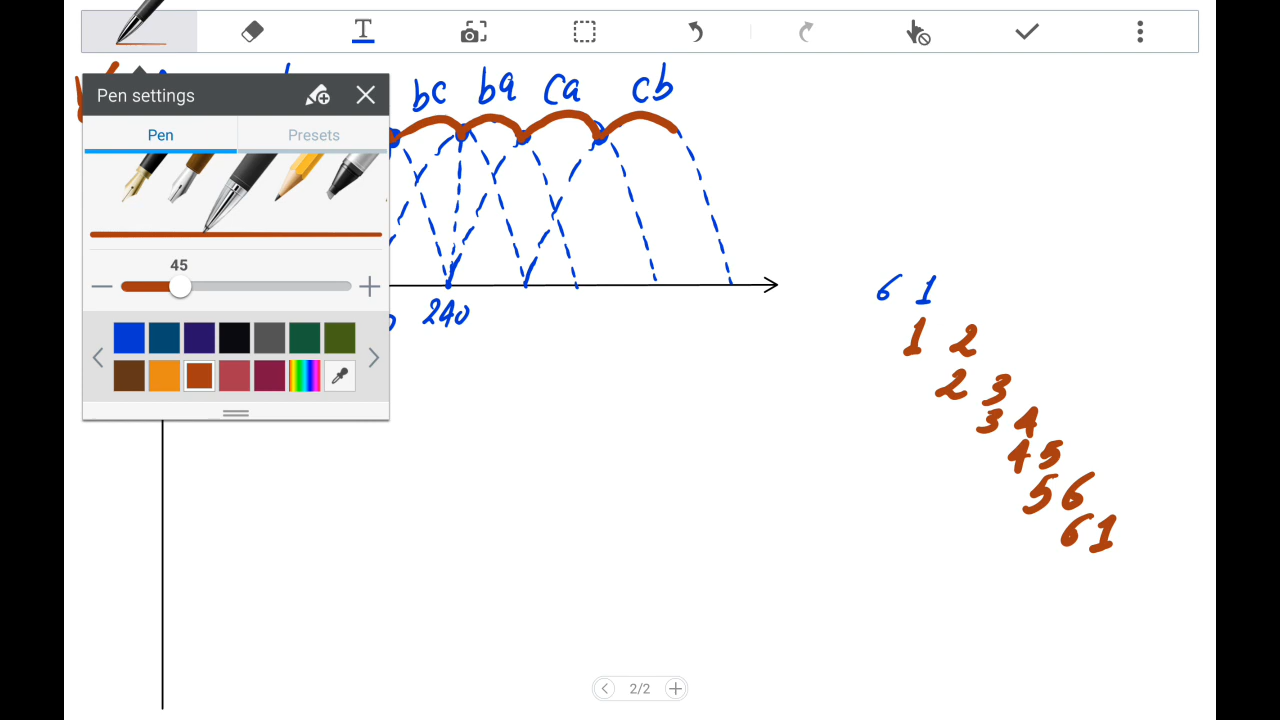 Pen settings
Pen
Presets
45
bc ba ca cb
240
6 1
1 2
2 3
3 4
4 5
5 6
6 1
2/2